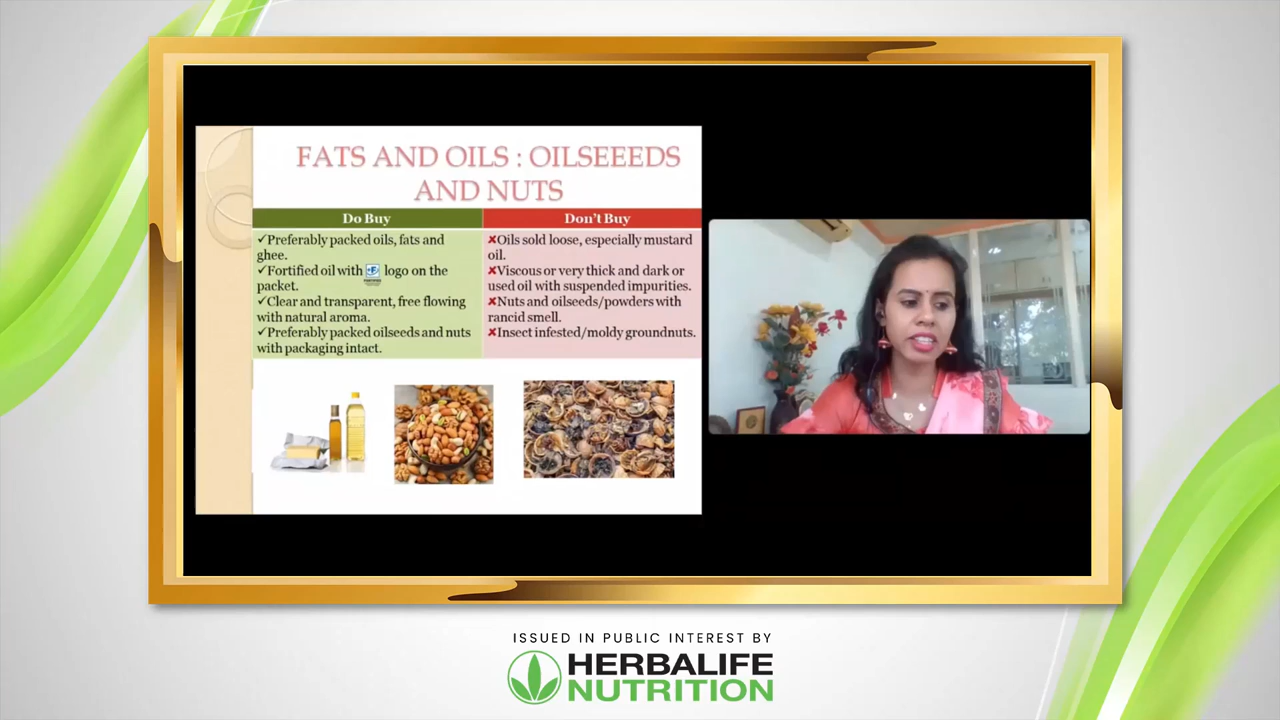 FATS AND OILS : OILSEEEDS
AND NUTS
Do Buy
✓Preferably packed oils, fats and
ghee.
✓Fortified oil with +F logo on the
packet.
✓Clear and transparent, free flowing
with natural aroma.
✓Preferably packed oilseeds and nuts
with packaging intact.
Don't Buy
✘Oils sold loose, especially mustard
oil.
✘Viscous or very thick and dark or
used oil with suspended impurities.
✘Nuts and oilseeds/powders with
rancid smell.
✘Insect infested/moldy groundnuts.
ISSUED IN PUBLIC INTEREST BY
HERBALIFE
NUTRITION